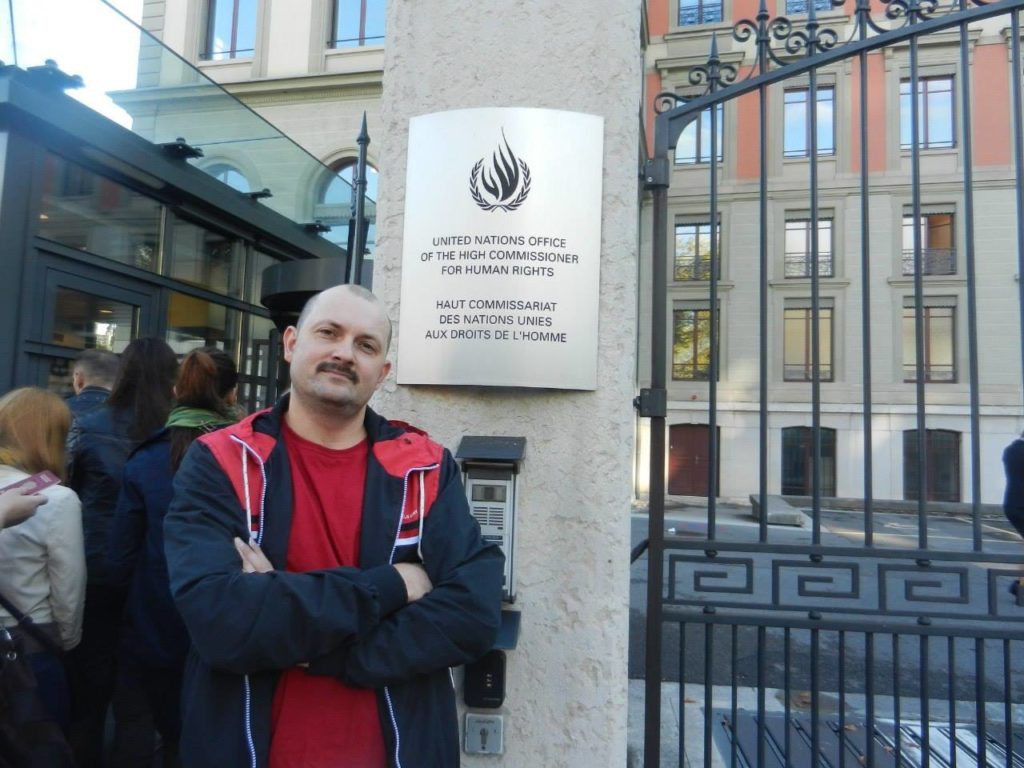 UNITED NATIONS OFFICE
OF THE HIGH COMMISSIONER
FOR HUMAN RIGHTS
HAUT COMMISSARIAT
DES NATIONS UNIES
AUX DROITS DE L'HOMME